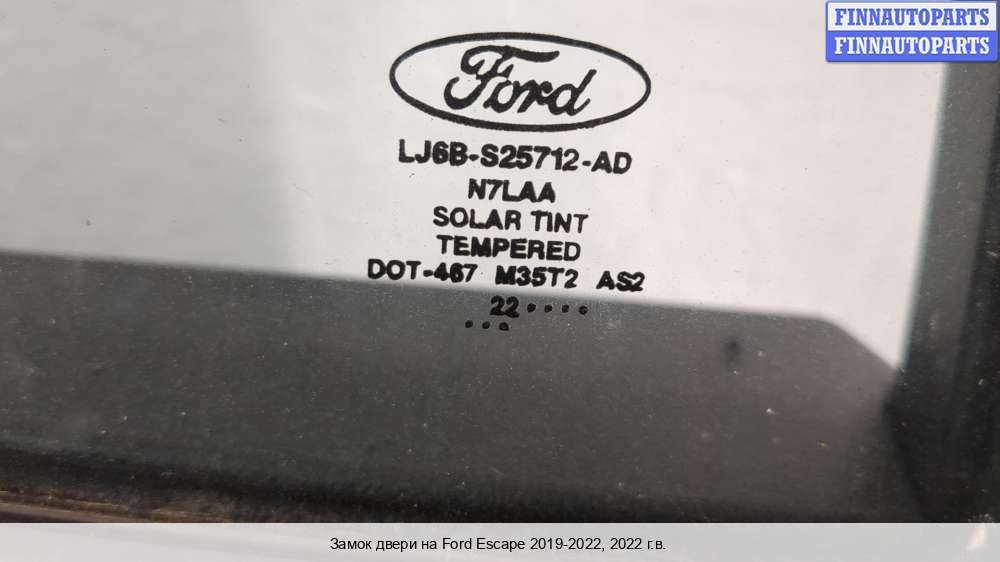 FINNAUTOPARTS
FINNAUTOPARTS
Ford
LJ6B-S25712-AD
N7LAA
SOLAR TINT
TEMPERED
DOT-467 M35T2 AS2
22
Замок двери на Ford Escape 2019-2022, 2022 г.в.